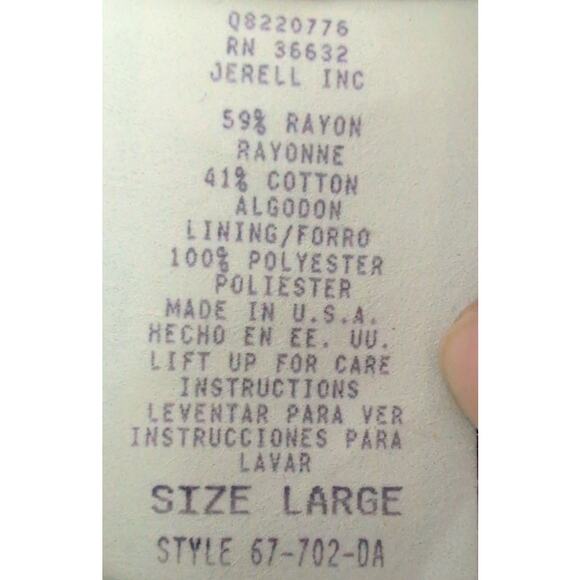 Q8220776
RN 36632
JERELL INC
59% RAYON
RAYONNE
41% COTTON
ALGODON
LINING/FORRO
100% POLYESTER
POLIESTER
MADE IN U.S.A.
HECHO EN EE. UU.
LIFT UP FOR CARE
INSTRUCTIONS
LEVENTAR PARA VER
INSTRUCCIONES PARA
LAVAR
SIZE LARGE
STYLE 67-702-DA